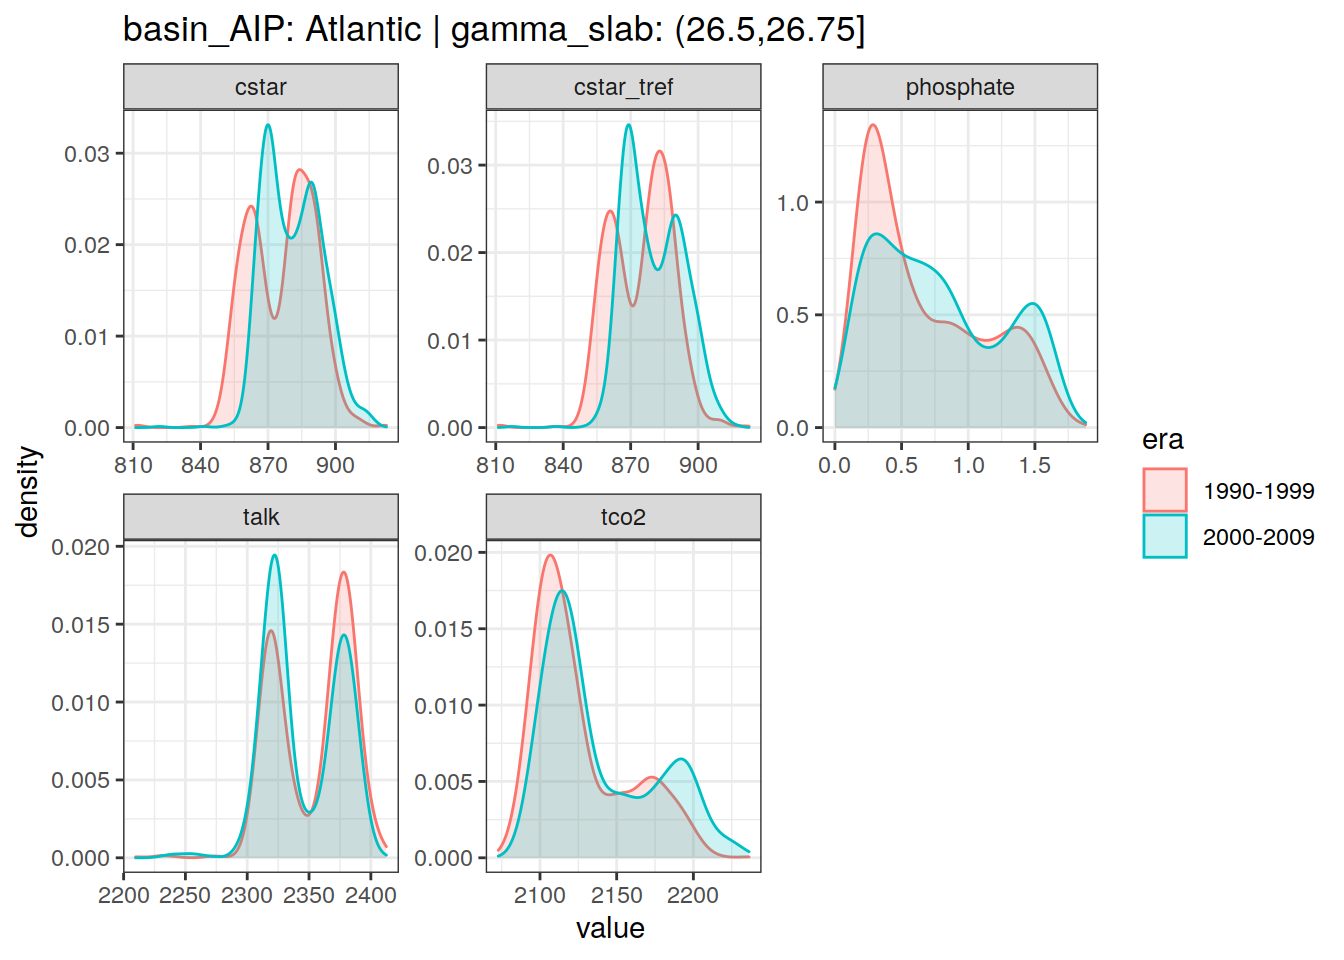 basin_AIP: Atlantic | gamma_slab: (26.5,26.75]
cstar
cstar_tref
phosphate
0.03
0.02
0.01
0.00
810 840 870 900
0.03
0.02
0.01
0.00
810 840 870 900
1.0
0.5
0.0
0.0 0.5 1.0 1.5
density
talk
tco2
0.020
0.015
0.010
0.005
0.000
2200 2250 2300 2350 2400
0.020
0.015
0.010
0.005
0.000
2100 2150 2200
value
era
1990-1999
2000-2009